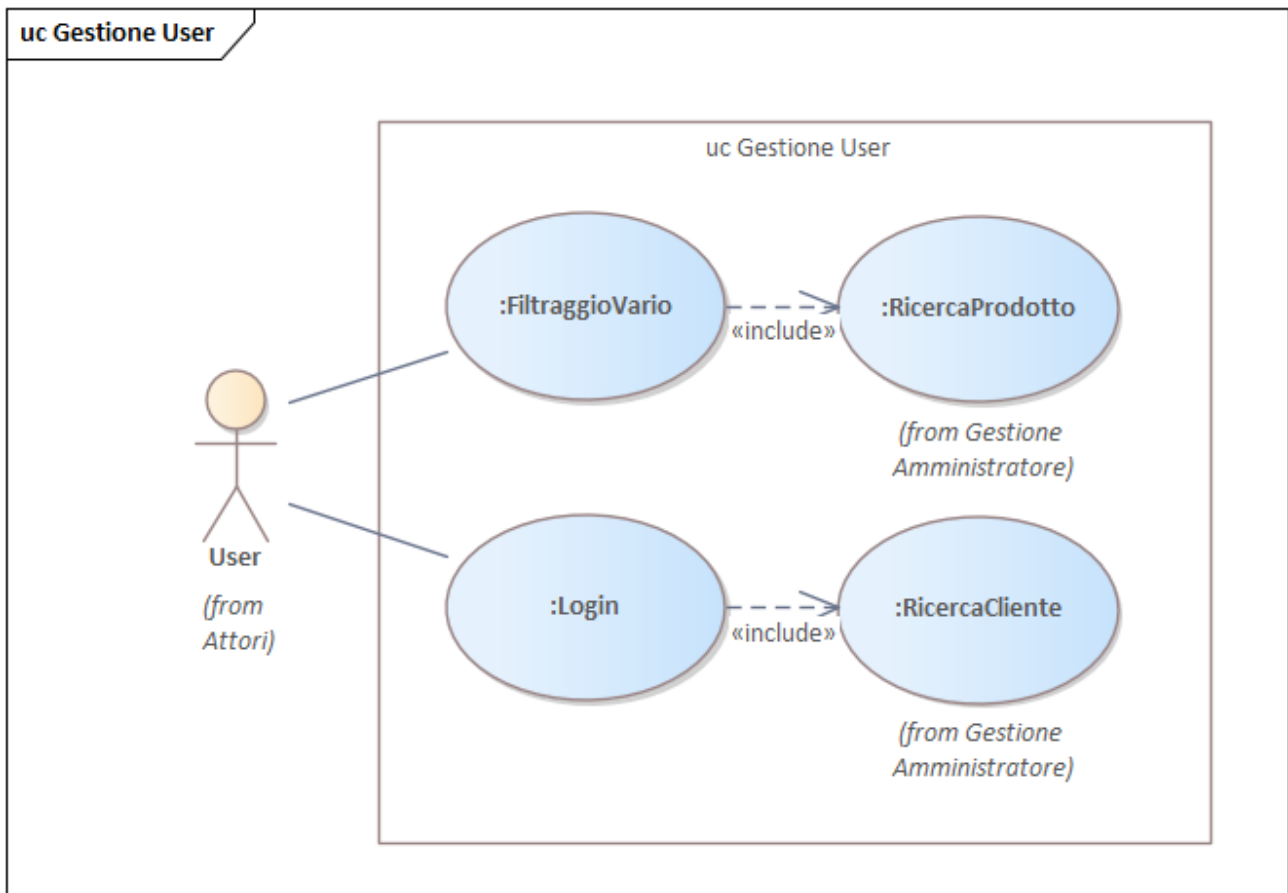 uc Gestione User
uc Gestione User
:FiltraggioVario
«include»
:RicercaProdotto
(from Gestione
Amministratore)
User
(from
Attori)
:Login
«include»
:RicercaCliente
(from Gestione
Amministratore)